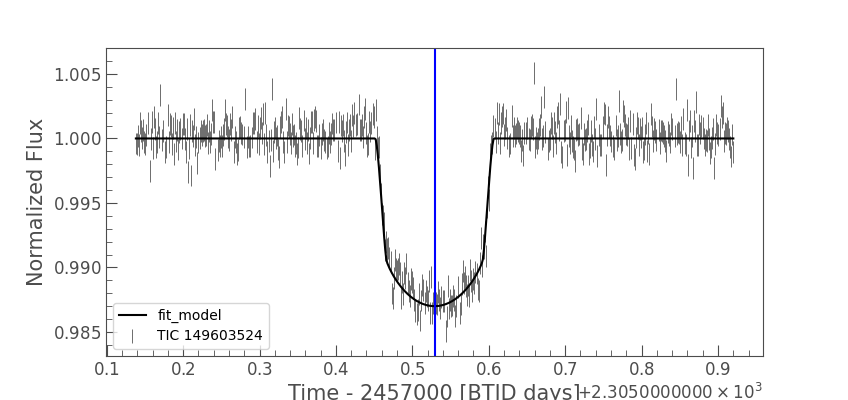 Normalized Flux
1.005
1.000
0.995
0.990
0.985
fit_model
TIC 149603524
0.1 0.2 0.3 0.4 0.5 0.6 0.7 0.8 0.9
Time - 2457000 [BTJD days]
+2.3050000000 × 10³